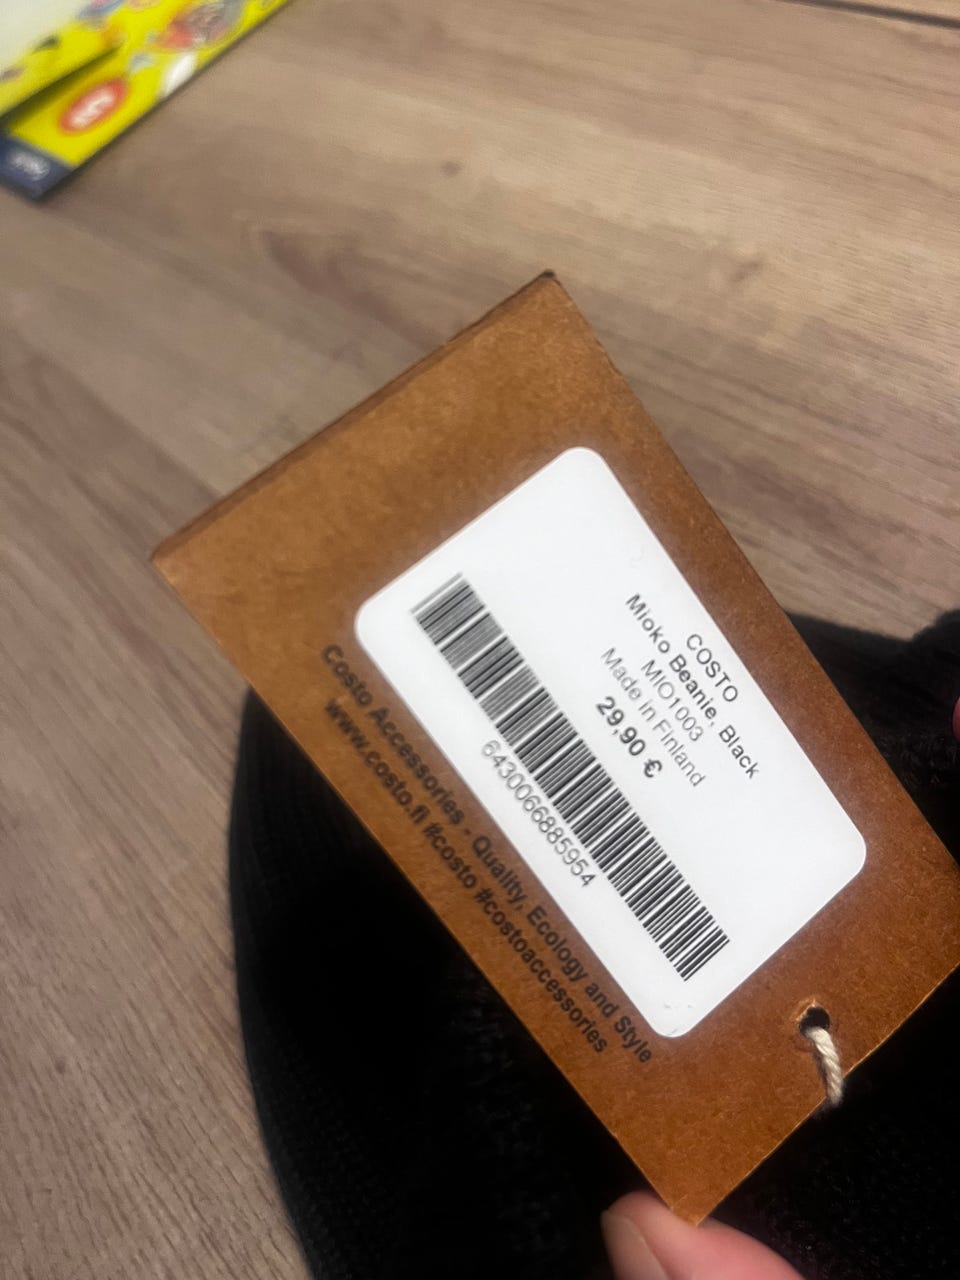 COSTO
Mioko Beanie, Black
MIO1003
Made in Finland
29,90 €
6430066885954
Costo Accessories - Quality, Ecology and Style
www.costo.fi #costo #costoaccessories